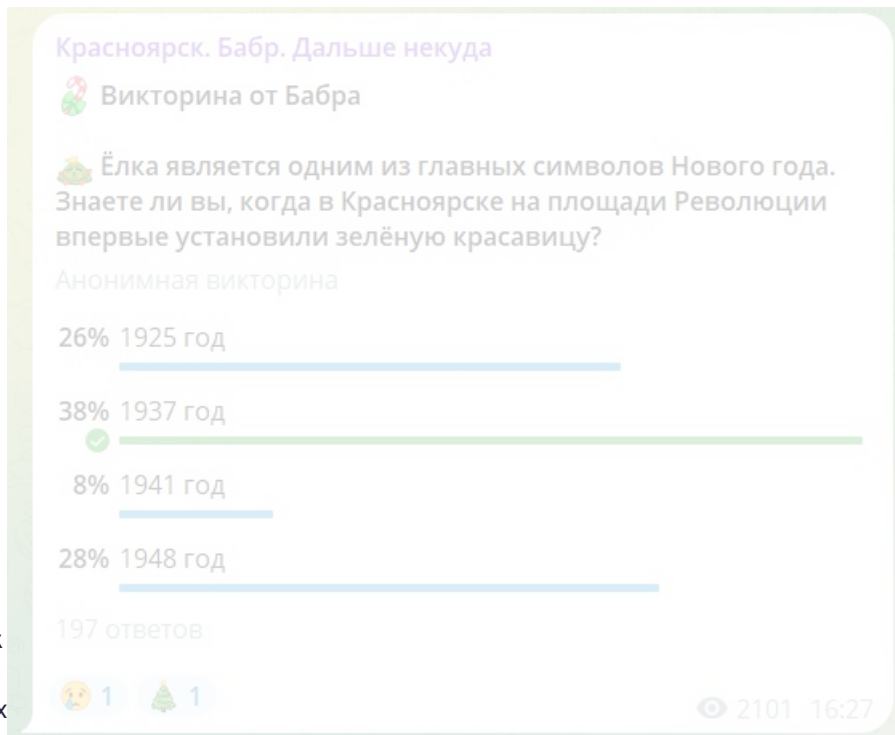 Красноярск. Бабр. Дальше некуда
Викторина от Бабра
Ёлка является одним из главных символов Нового года.
Знаете ли вы, когда в Красноярске на площади Революции
впервые установили зелёную красавицу?
Анонимная викторина
26% 1925 год
38% 1937 год
8% 1941 год
28% 1948 год
197 ответов
1 1
2101 16:27